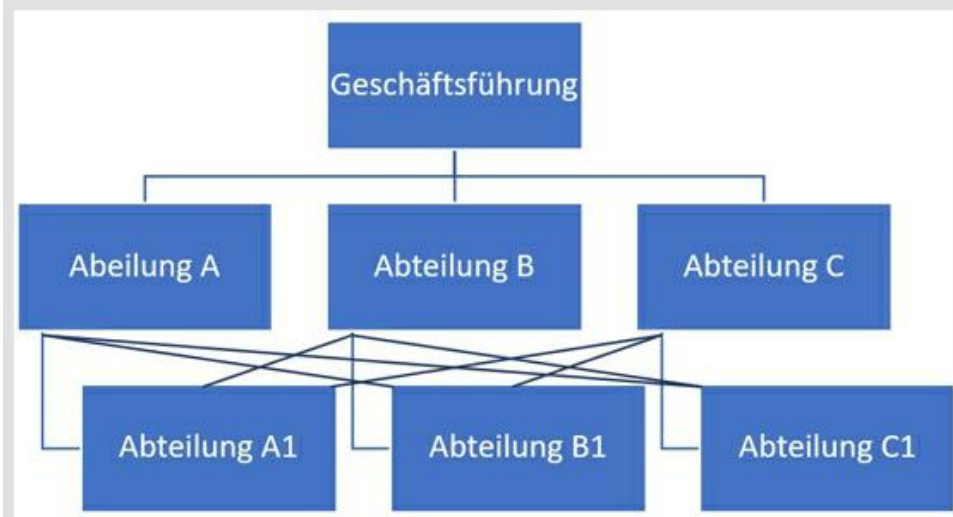 Geschäftsführung
Abeilung A
Abteilung B
Abteilung C
Abteilung A1
Abteilung B1
Abteilung C1